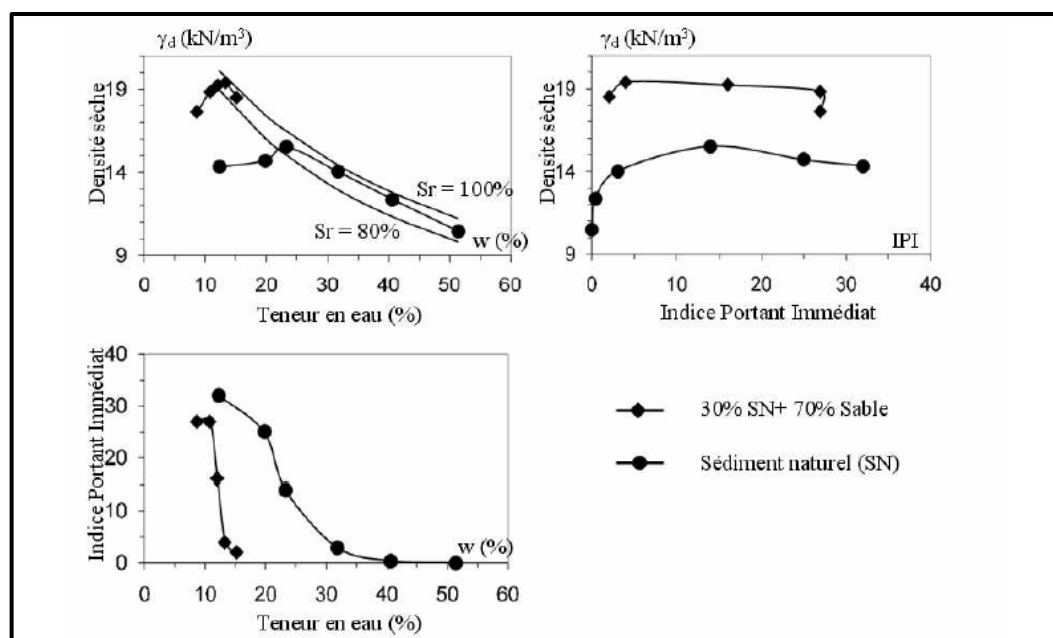 γd (kN/m³)
Densité sèche
19
14
9
Sr = 100%
Sr = 80%
w (%)
0 10 20 30 40 50 60
Teneur en eau (%)
γd (kN/m³)
Densité sèche
19
14
9
IPI
0 10 20 30 40
Indice Portant Immédiat
Indice Portant Immédiat
40
30
20
10
0
w (%)
0 10 20 30 40 50 60
Teneur en eau (%)
30% SN+ 70% Sable
Sédiment naturel (SN)